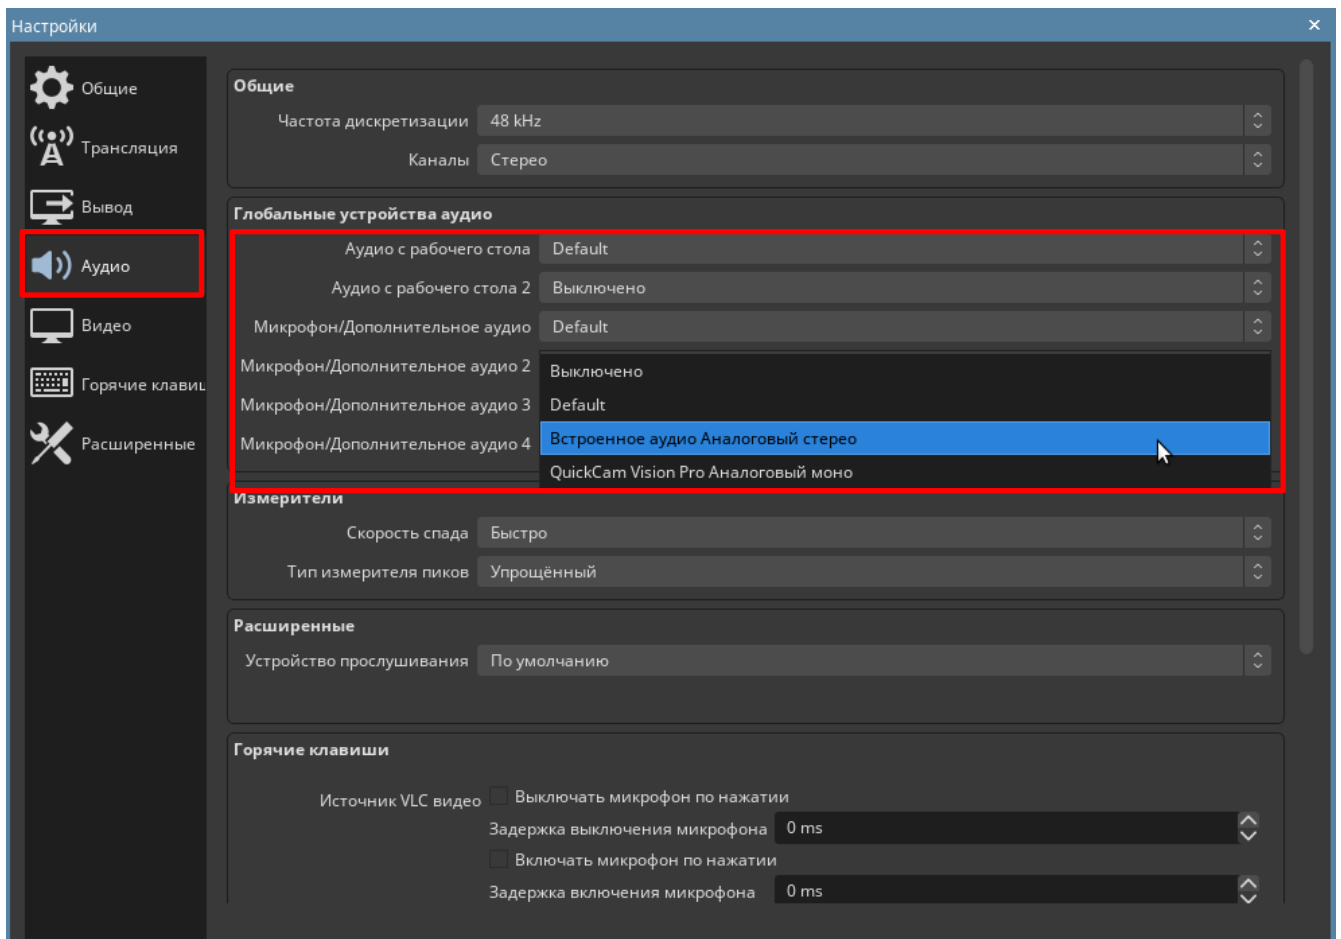 Настройки
Общие
Трансляция
Вывод
Аудио
Видео
Горячие клавиш
Расширенные
Общие
Частота дискретизации 48 kHz
Каналы Стерео
Глобальные устройства аудио
Аудио с рабочего стола Default
Аудио с рабочего стола 2 Выключено
Микрофон/Дополнительное аудио Default
Микрофон/Дополнительное аудио 2
Микрофон/Дополнительное аудио 3
Микрофон/Дополнительное аудио 4
Выключено
Default
Встроенное аудио Аналоговый стерео
QuickCam Vision Pro Аналоговый моно
Измерители
Скорость спада Быстро
Тип измерителя пиков Упрощённый
Расширенные
Устройство прослушивания По умолчанию
Горячие клавиши
Источник VLC видео Выключать микрофон по нажатии
Задержка выключения микрофона 0 ms
Включать микрофон по нажатии
Задержка включения микрофона 0 ms